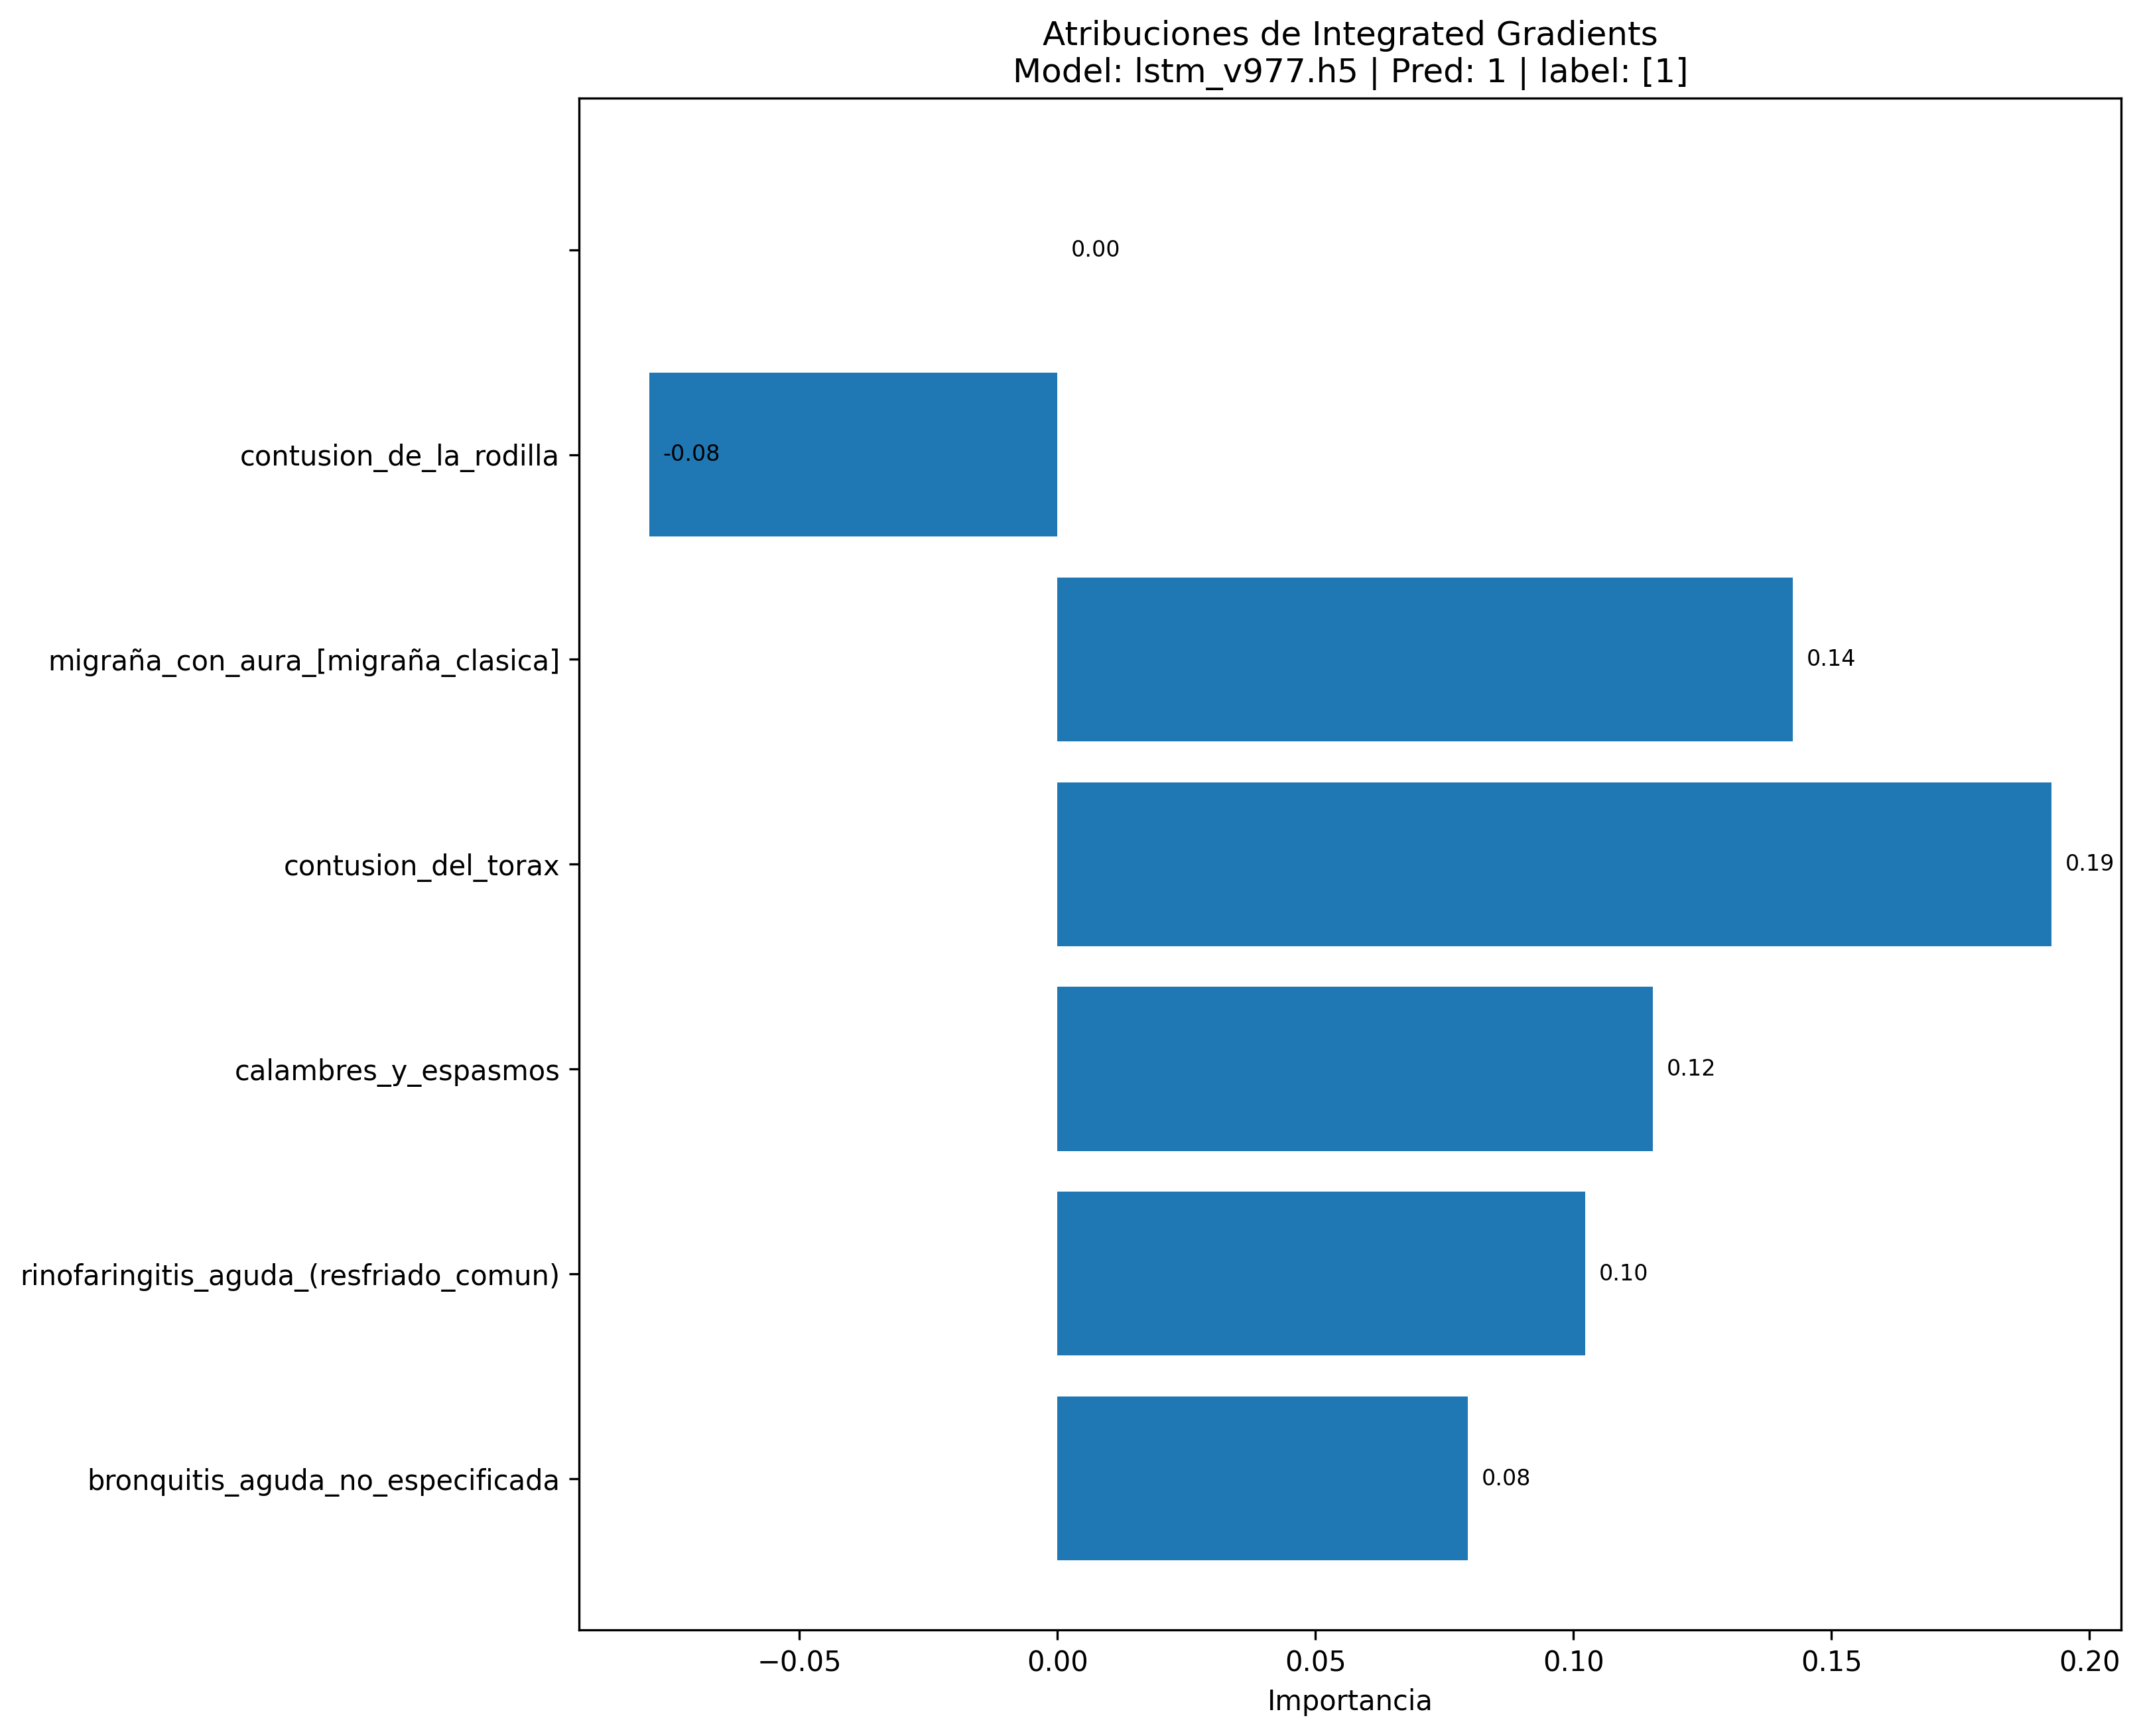 Atribuciones de Integrated Gradients
Model: lstm_v977.h5 | Pred: 1 | label: [1]
0.00
contusion_de_la_rodilla
-0.08
migraña_con_aura_[migraña_clasica]
0.14
contusion_del_torax
0.19
calambres_y_espasmos
0.12
rinofaringitis_aguda_(resfriado_comun)
0.10
bronquitis_aguda_no_especificada
0.08
−0.05 0.00 0.05 0.10 0.15 0.20
Importancia